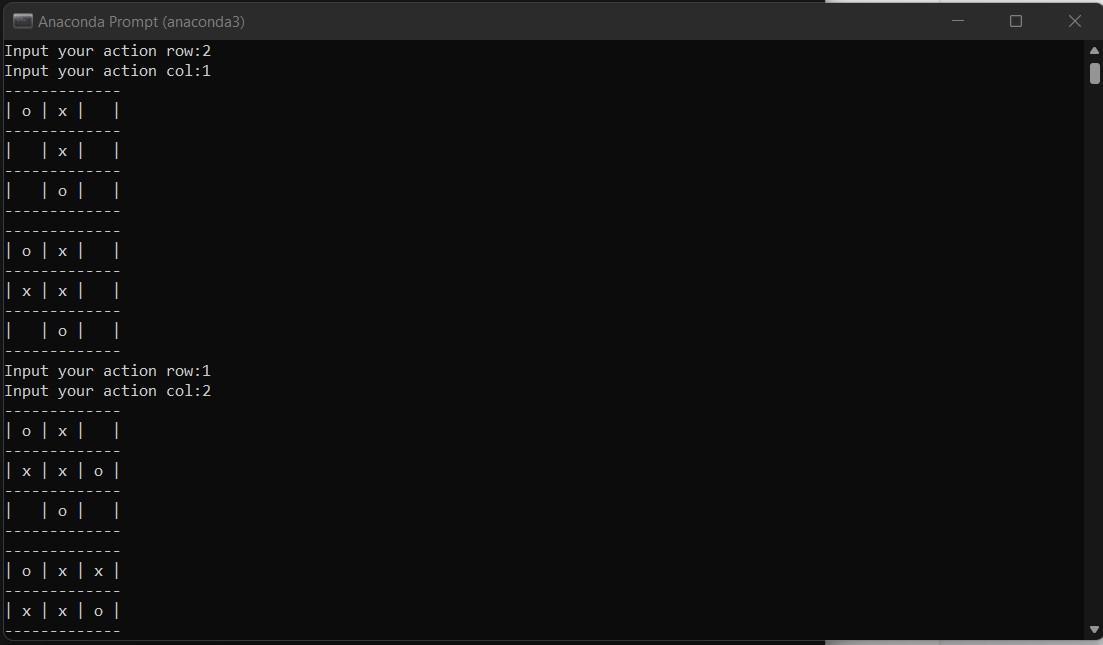 Anaconda Prompt (anaconda3)
Input your action row:2
Input your action col:1
-------------
| o | x |   |
-------------
|   | x |   |
-------------
|   | o |   |
-------------
-------------
| o | x |   |
-------------
| x | x |   |
-------------
|   | o |   |
-------------
Input your action row:1
Input your action col:2
-------------
| o | x |   |
-------------
| x | x | o |
-------------
|   | o |   |
-------------
-------------
| o | x | x |
-------------
| x | x | o |
-------------